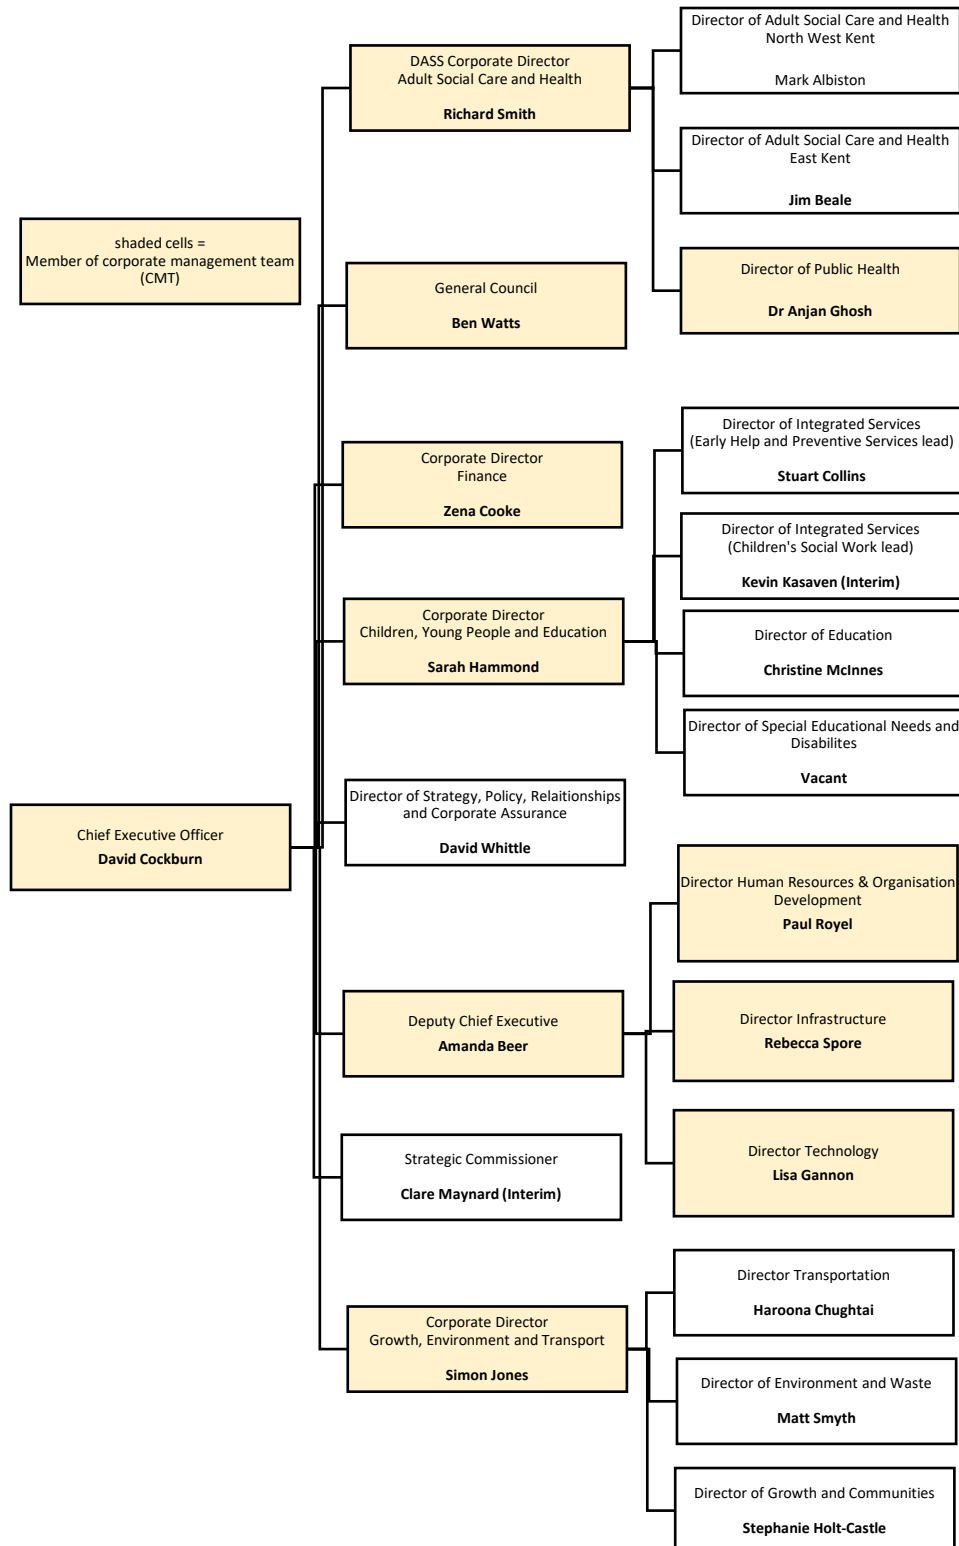 Director of Adult Social Care and Health
North West Kent
Mark Albiston
DASS Corporate Director
Adult Social Care and Health
Richard Smith
Director of Adult Social Care and Health
East Kent
Jim Beale
shaded cells =
Member of corporate management team
(CMT)
Director of Public Health
Dr Anjan Ghosh
General Council
Ben Watts
Director of Integrated Services
(Early Help and Preventive Services lead)
Stuart Collins
Corporate Director
Finance
Zena Cooke
Director of Integrated Services
(Children's Social Work lead)
Kevin Kasaven (Interim)
Corporate Director
Children, Young People and Education
Sarah Hammond
Director of Education
Christine McInnes
Director of Special Educational Needs and
Disabilites
Vacant
Director of Strategy, Policy, Relaitionships
and Corporate Assurance
David Whittle
Chief Executive Officer
David Cockburn
Director Human Resources & Organisation
Development
Paul Royel
Deputy Chief Executive
Amanda Beer
Director Infrastructure
Rebecca Spore
Director Technology
Lisa Gannon
Strategic Commissioner
Clare Maynard (Interim)
Director Transportation
Haroona Chughtai
Corporate Director
Growth, Environment and Transport
Simon Jones
Director of Environment and Waste
Matt Smyth
Director of Growth and Communities
Stephanie Holt-Castle